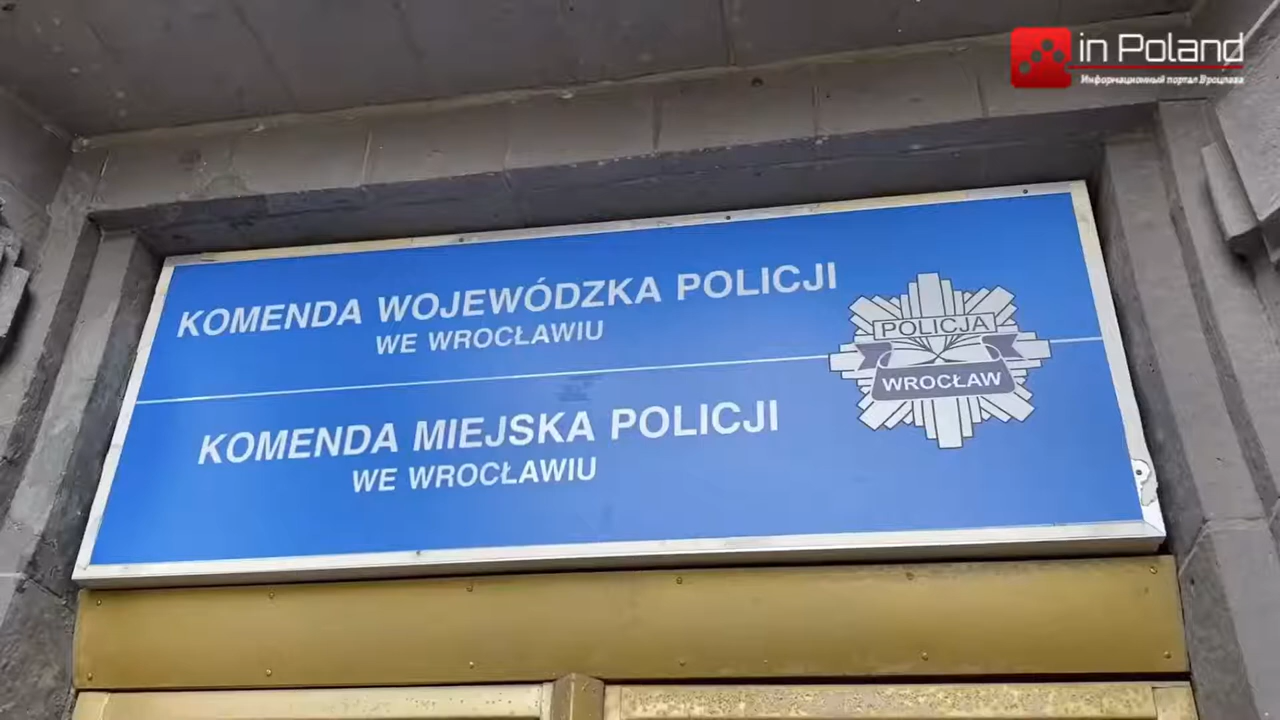 in Poland
Информационный портал Вроцлава
KOMENDA WOJEWÓDZKA POLICJI
WE WROCŁAWIU
POLICJA
WROCŁAW
KOMENDA MIEJSKA POLICJI
WE WROCŁAWIU